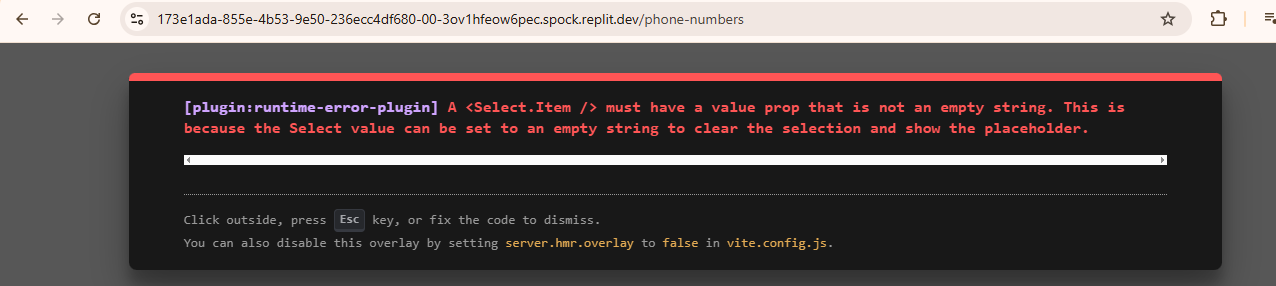 173e1ada-855e-4b53-9e50-236ecc4df680-00-3ov1hfeow6pec.spock.replit.dev/phone-numbers
[plugin:runtime-error-plugin] A <Select.Item /> must have a value prop that is not an empty string. This is
because the Select value can be set to an empty string to clear the selection and show the placeholder.
Click outside, press Esc key, or fix the code to dismiss.
You can also disable this overlay by setting server.hmr.overlay to false in vite.config.js.